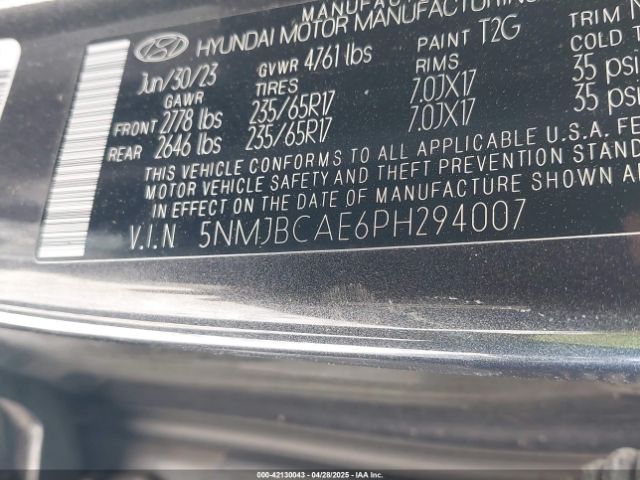 MANUFAC
HYUNDAI MOTOR MANUFACTURING
Jun/30/23 GVWR 4761 lbs PAINT T2G TRIM
GAWR TIRES RIMS COLD T
FRONT 2778 lbs 235/65R17 7.0JX17 35 psi
REAR 2646 lbs 235/65R17 7.0JX17 35 psi
THIS VEHICLE CONFORMS TO ALL APPLICABLE U.S.A. FE
MOTOR VEHICLE SAFETY AND THEFT PREVENTION STAND
IN EFFECT ON THE DATE OF MANUFACTURE SHOWN A
V.I.N 5NMJBCAE6PH294007
000-42130043 - 04/28/2025 - IAA Inc.